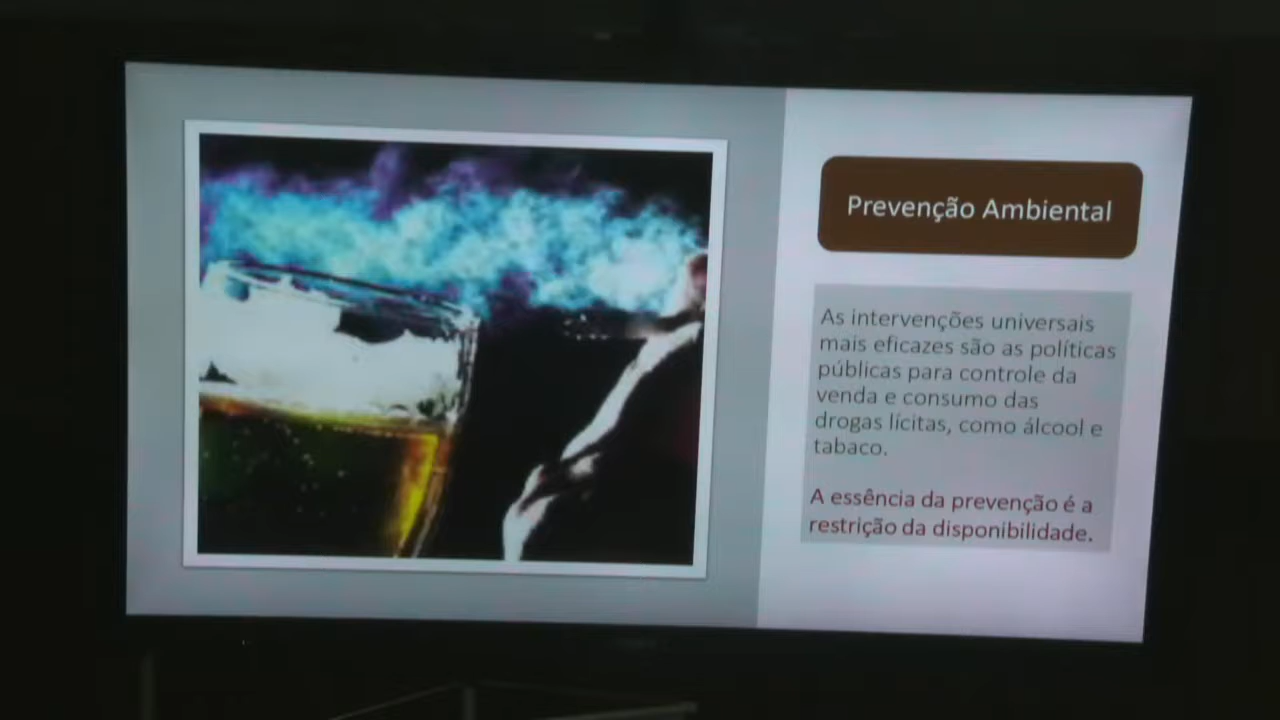 Prevenção Ambiental
As intervenções universais
mais eficazes são as políticas
públicas para controle da
venda e consumo das
drogas lícitas, como álcool e
tabaco.
A essência da prevenção é a
restrição da disponibilidade.